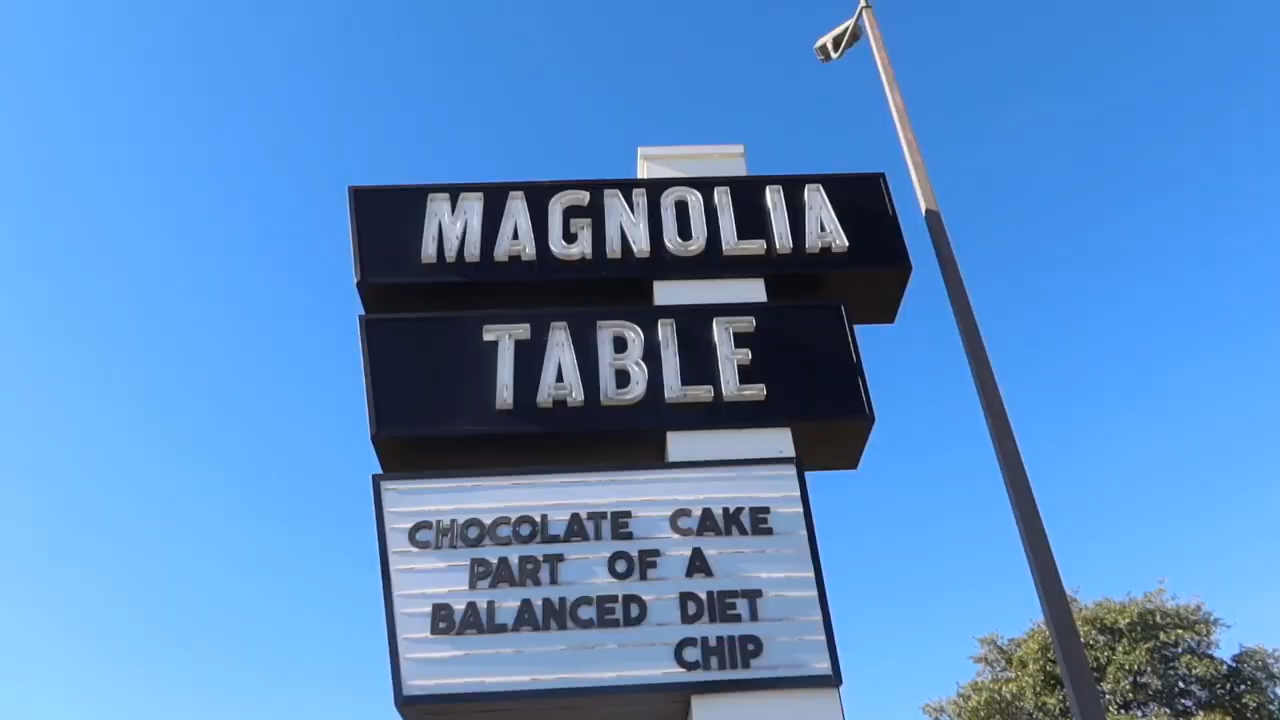 MAGNOLIA
TABLE
CHOCOLATE CAKE
PART OF A
BALANCED DIET
CHIP